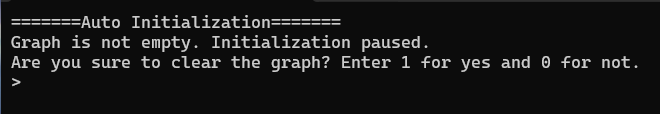 =======Auto Initialization=======
Graph is not empty. Initialization paused.
Are you sure to clear the graph? Enter 1 for yes and 0 for not.
>